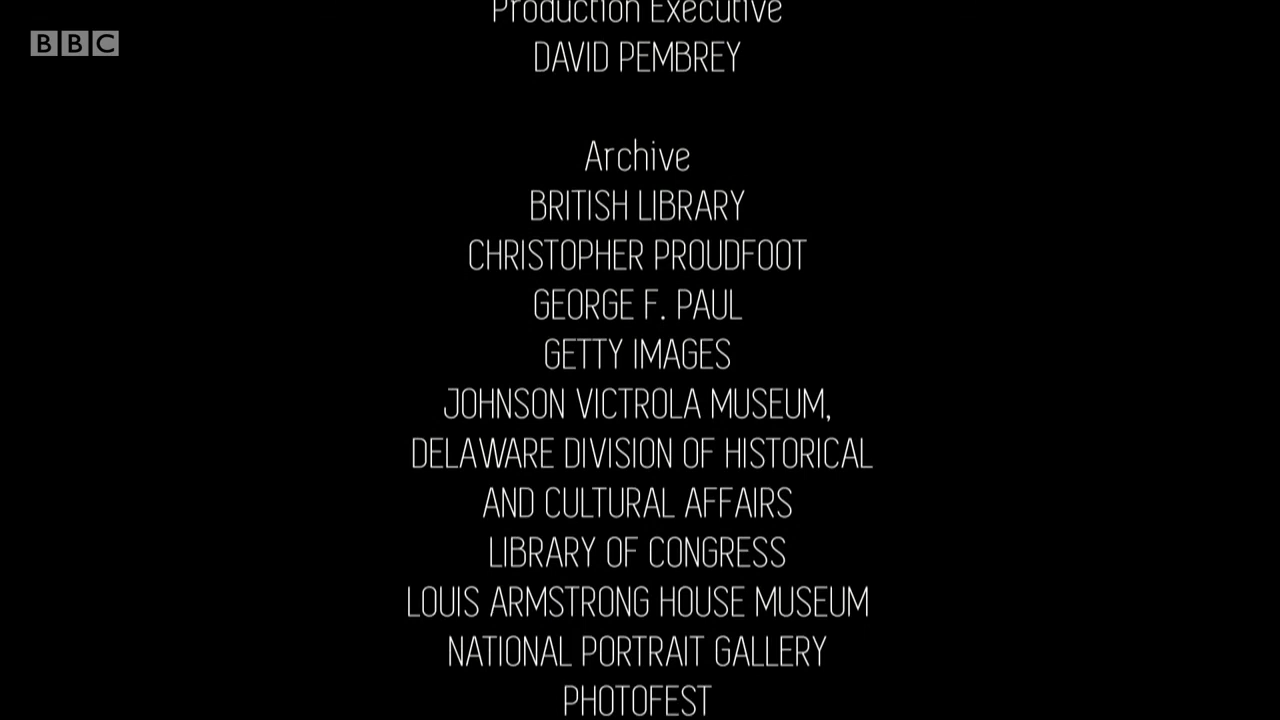 Production Executive
BBC
DAVID PEMBREY
Archive
BRITISH LIBRARY
CHRISTOPHER PROUDFOOT
GEORGE F. PAUL
GETTY IMAGES
JOHNSON VICTROLA MUSEUM,
DELAWARE DIVISION OF HISTORICAL
AND CULTURAL AFFAIRS
LIBRARY OF CONGRESS
LOUIS ARMSTRONG HOUSE MUSEUM
NATIONAL PORTRAIT GALLERY
PHOTOFEST